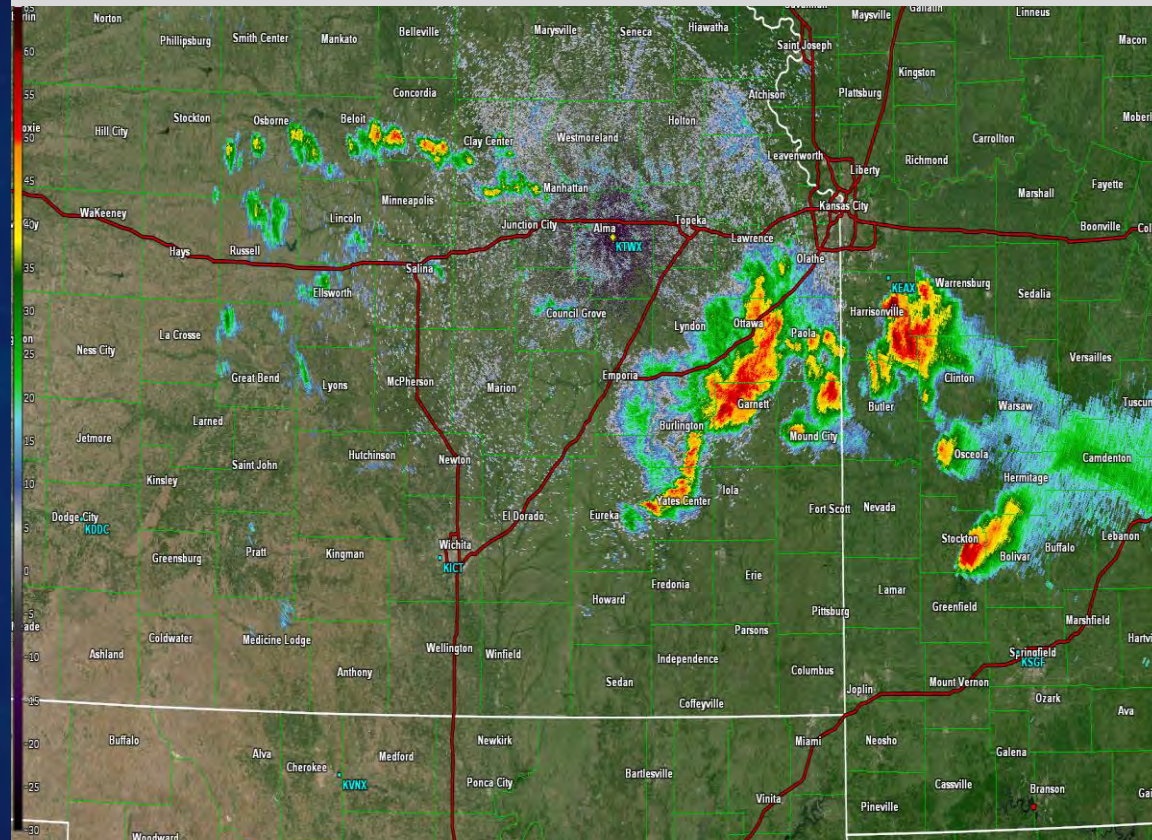 Norton
Phillipsburg
Smith Center
Mankato
Belleville
Marysville
Seneca
Hiawatha
Maysville
Linneus
Macon
Saint Joseph
Kingston
Plattsburg
Atchison
Concordia
Stockton
Hill City
Osborne
Beloit
Clay Center
Westmoreland
Holton
Carrollton
Leavenworth
Richmond
Liberty
Manhattan
Marshall
Fayette
WaKeeney
Minneapolis
Lincoln
Junction City
Alma
KTWX
Topeka
Lawrence
Kansas City
Boonville
Hays
Russell
Salina
Olathe
KEAX
Warrensburg
Sedalia
Ellsworth
Council Grove
Harrisonville
Lyndon
Ottawa
Paola
La Crosse
Ness City
Great Bend
Lyons
McPherson
Marion
Emporia
Garnett
Butler
Clinton
Versailles
Warsaw
Jetmore
Larned
Burlington
Mound City
Osceola
Camdenton
Hermitage
Saint John
Hutchinson
Newton
Kinsley
Yates Center
Iola
Eureka
Fort Scott
Nevada
El Dorado
Dodge City
KDDC
Wichita
KICT
Stockton
Bolivar
Buffalo
Lebanon
Greensburg
Pratt
Kingman
Fredonia
Erie
Howard
Lamar
Greenfield
Pittsburg
Marshfield
Parsons
Coldwater
Medicine Lodge
Ashland
Wellington
Winfield
Independence
Springfield
KSGF
Anthony
Sedan
Columbus
Joplin
Mount Vernon
Ozark
Coffeyville
Ava
Buffalo
Alva
Cherokee
Medford
KVNX
Newkirk
Ponca City
Bartlesville
Miami
Neosho
Galena
Cassville
Branson
Vinita
Pineville
Woodward
50
55
50
45
40
35
30
25
20
15
10
5
0
-5
-10
-15
-20
-25
-30